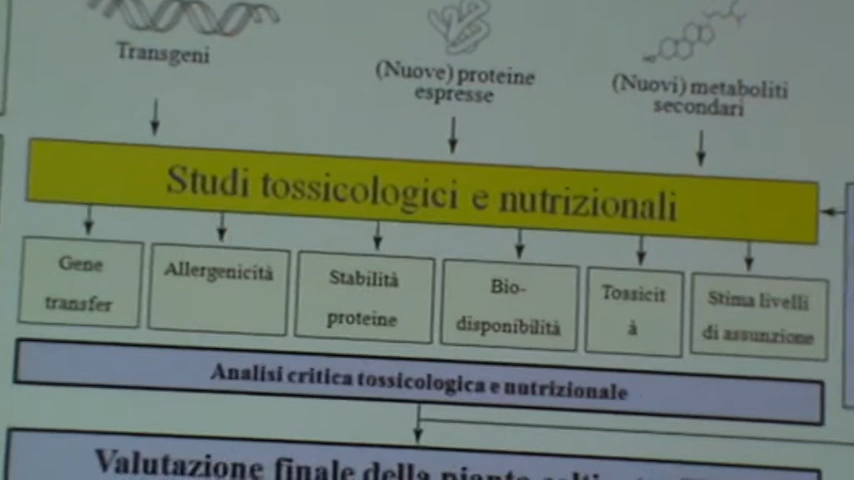 Transgeni
(Nuove) proteine
espresse
(Nuovi) metaboliti
secondari
Studi tossicologici e nutrizionali
Gene
transfer
Allergenicità
Stabilità
proteine
Bio-
disponibilità
Tossicit
à
Stima livelli
di assunzione
Analisi critica tossicologica e nutrizionale
Valutazione finale della pianta